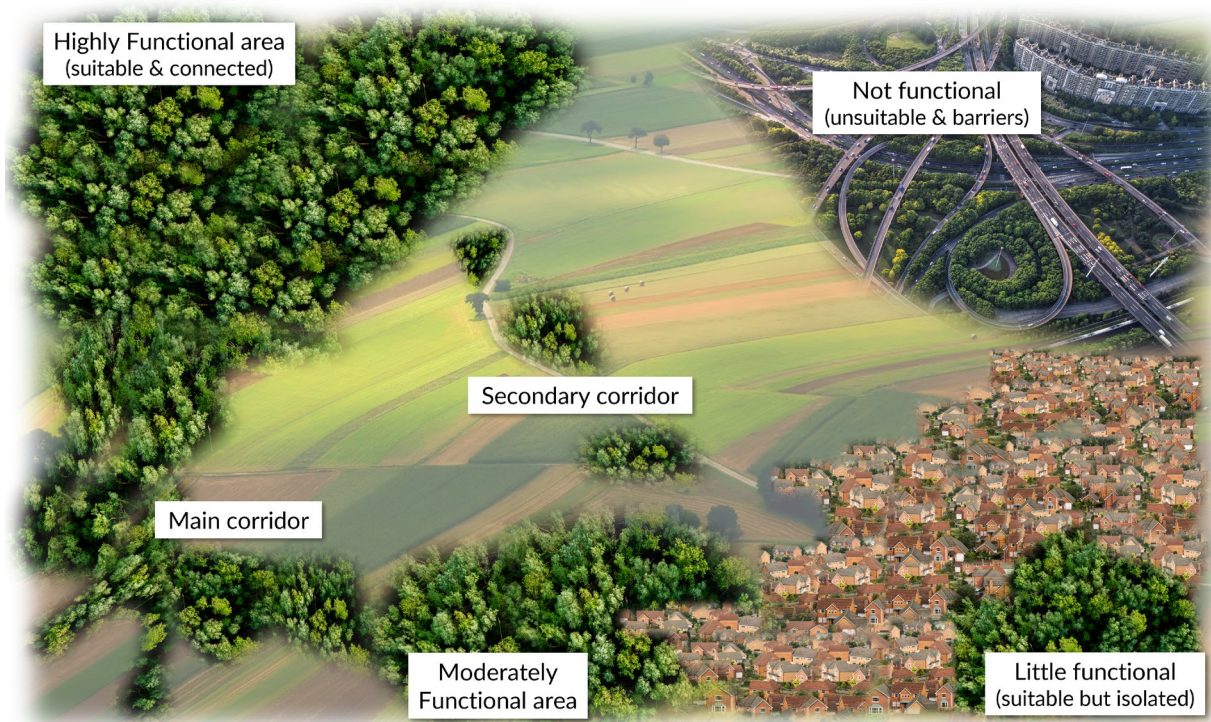 Highly Functional area
(suitable & connected)
Not functional
(unsuitable & barriers)
Secondary corridor
Main corridor
Moderately
Functional area
Little functional
(suitable but isolated)